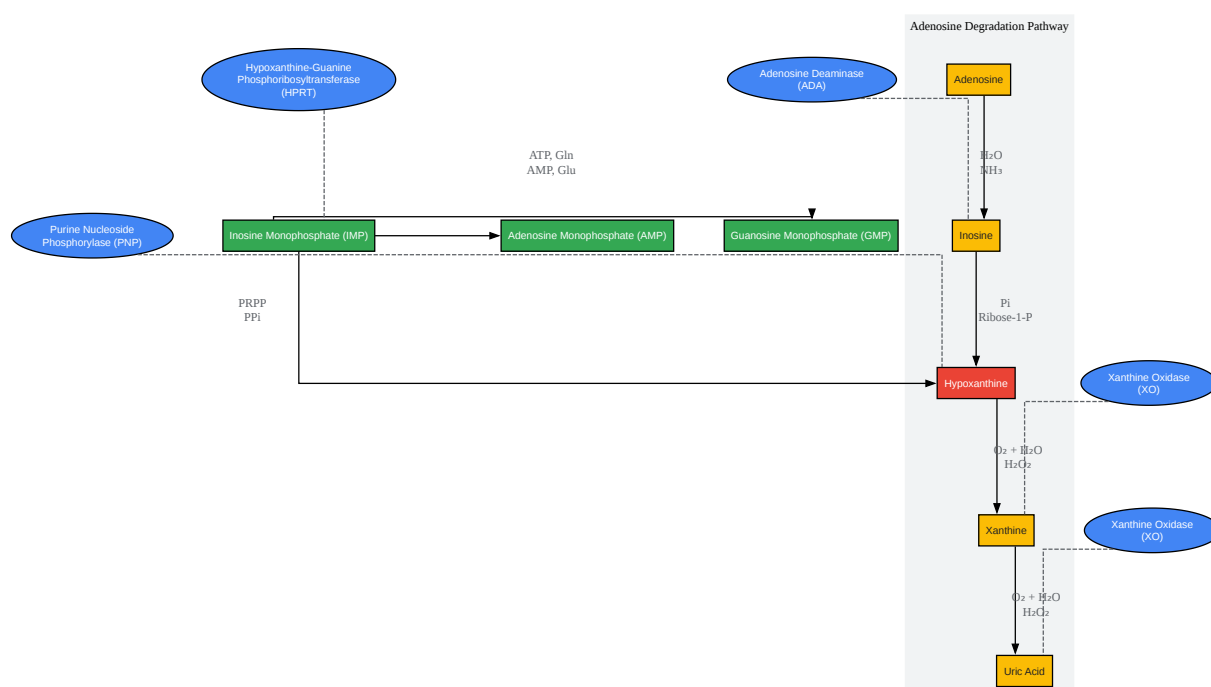 Adenosine Degradation Pathway
Hypoxanthine-Guanine
Phosphoribosyltransferase
(HPRT)
Adenosine Deaminase
(ADA)
Adenosine
ATP, Gln
AMP, Glu
H₂O
NH₃
Purine Nucleoside
Phosphorylase (PNP)
Inosine Monophosphate (IMP)
Adenosine Monophosphate (AMP)
Guanosine Monophosphate (GMP)
Inosine
PRPP
PPi
Pi
Ribose-1-P
Hypoxanthine
Xanthine Oxidase
(XO)
O₂ + H₂O
H₂O₂
Xanthine
Xanthine Oxidase
(XO)
O₂ + H₂O
H₂O₂
Uric Acid